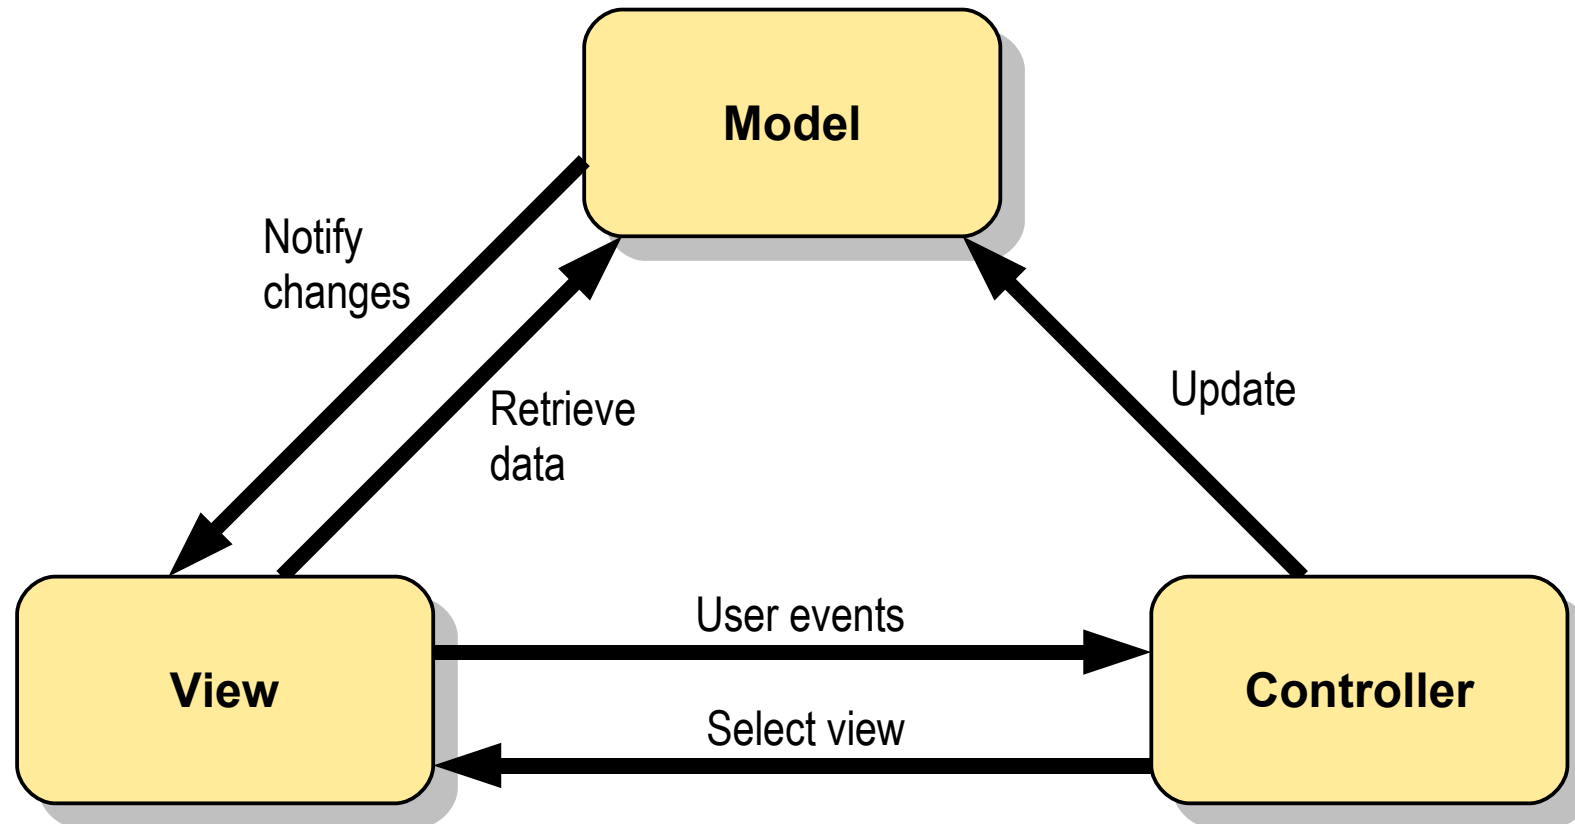 Model
Notify
changes
Retrieve
data
Update
User events
View
Controller
Select view